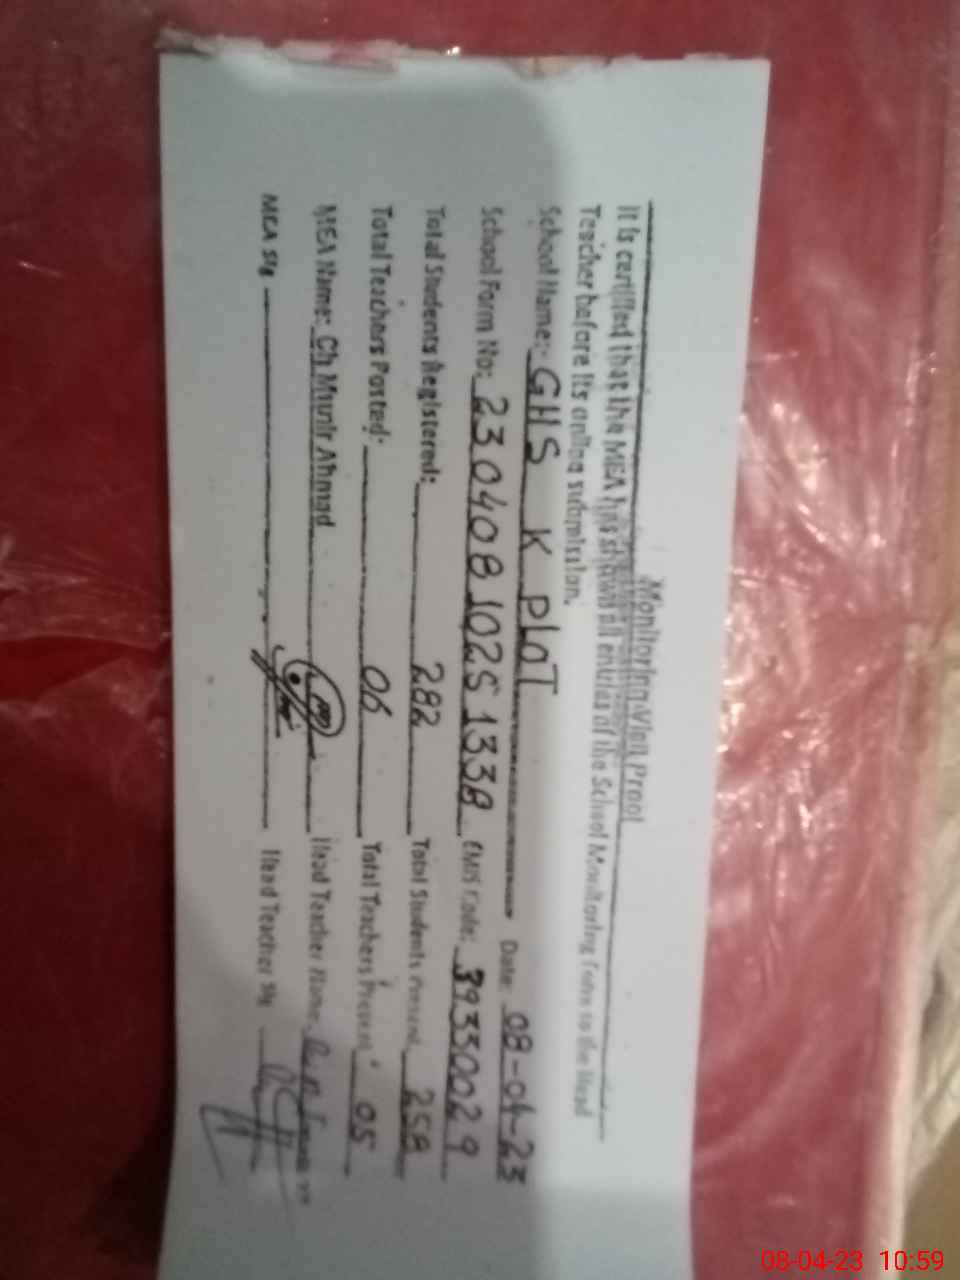 Monitoring Visit Proof
It is certified that the MEA has shown all entries of the School Monitoring Form to the Head
Teacher before its online submission.
School Name:- GHS K PLOT Date: 08-04-23
School Form No: 230408102S1338 EMIS Code: 39330029
Total Students Registered: 282 Total Students Present 258
Total Teachers Posted: 06 Total Teachers Present 05
MEA Name: Ch Munir Ahmad Head Teacher Name
MEA Sig Head Teacher Sig
08-04-23 10:59